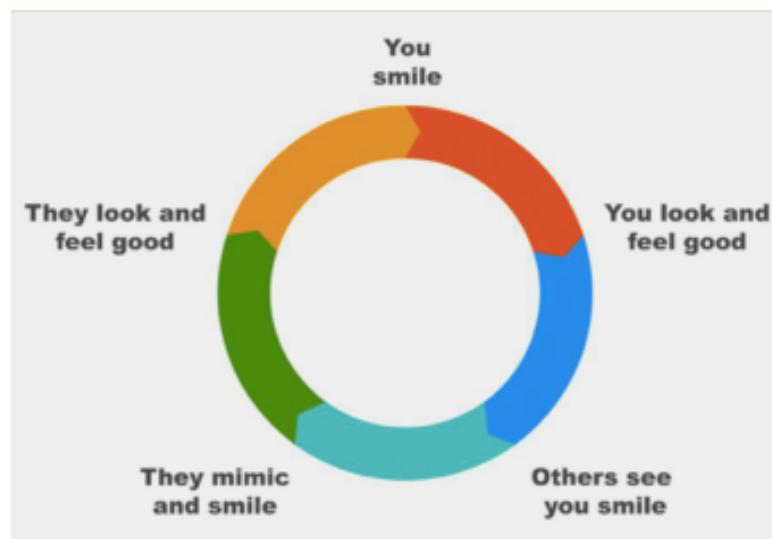 You
smile
You look and
feel good
Others see
you smile
They mimic
and smile
They look and
feel good